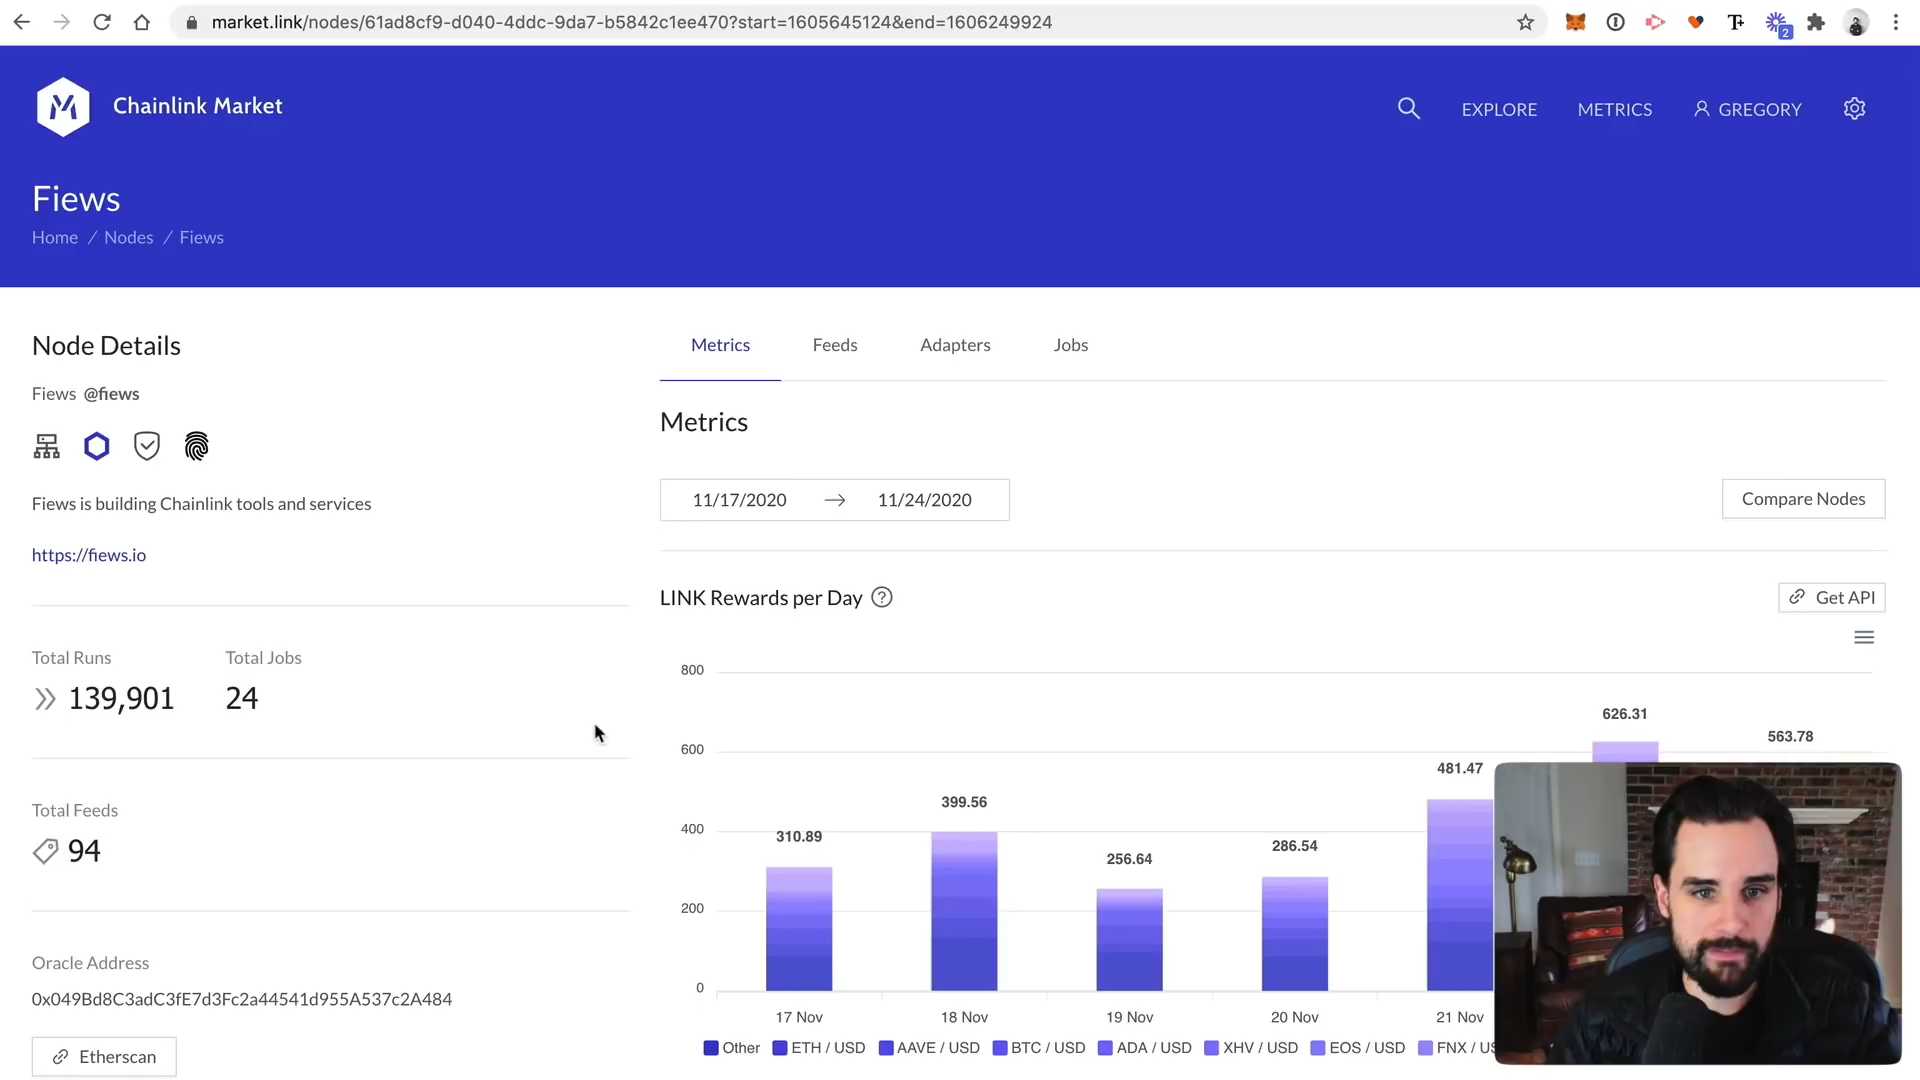 market.link/nodes/61ad8cf9-d040-4ddc-9da7-b5842c1ee470?start=1605645124&end=1606249924
2
Chainlink Market
EXPLORE
METRICS
GREGORY
Fiews
Home / Nodes / Fiews
Node Details
Fiews @fiews
Fiews is building Chainlink tools and services
https://fiews.io
Total Runs
Total Jobs
139,901
24
Total Feeds
94
Oracle Address
0x049Bd8C3adC3fE7d3Fc2a44541d955A537c2A484
Etherscan
Metrics
Feeds
Adapters
Jobs
Metrics
11/17/2020 → 11/24/2020
Compare Nodes
LINK Rewards per Day ?
Get API
800
600
400
200
0
310.89
399.56
256.64
286.54
481.47
626.31
563.78
17 Nov
18 Nov
19 Nov
20 Nov
21 Nov
Other
ETH / USD
AAVE / USD
BTC / USD
ADA / USD
XHV / USD
EOS / USD
FNX / US